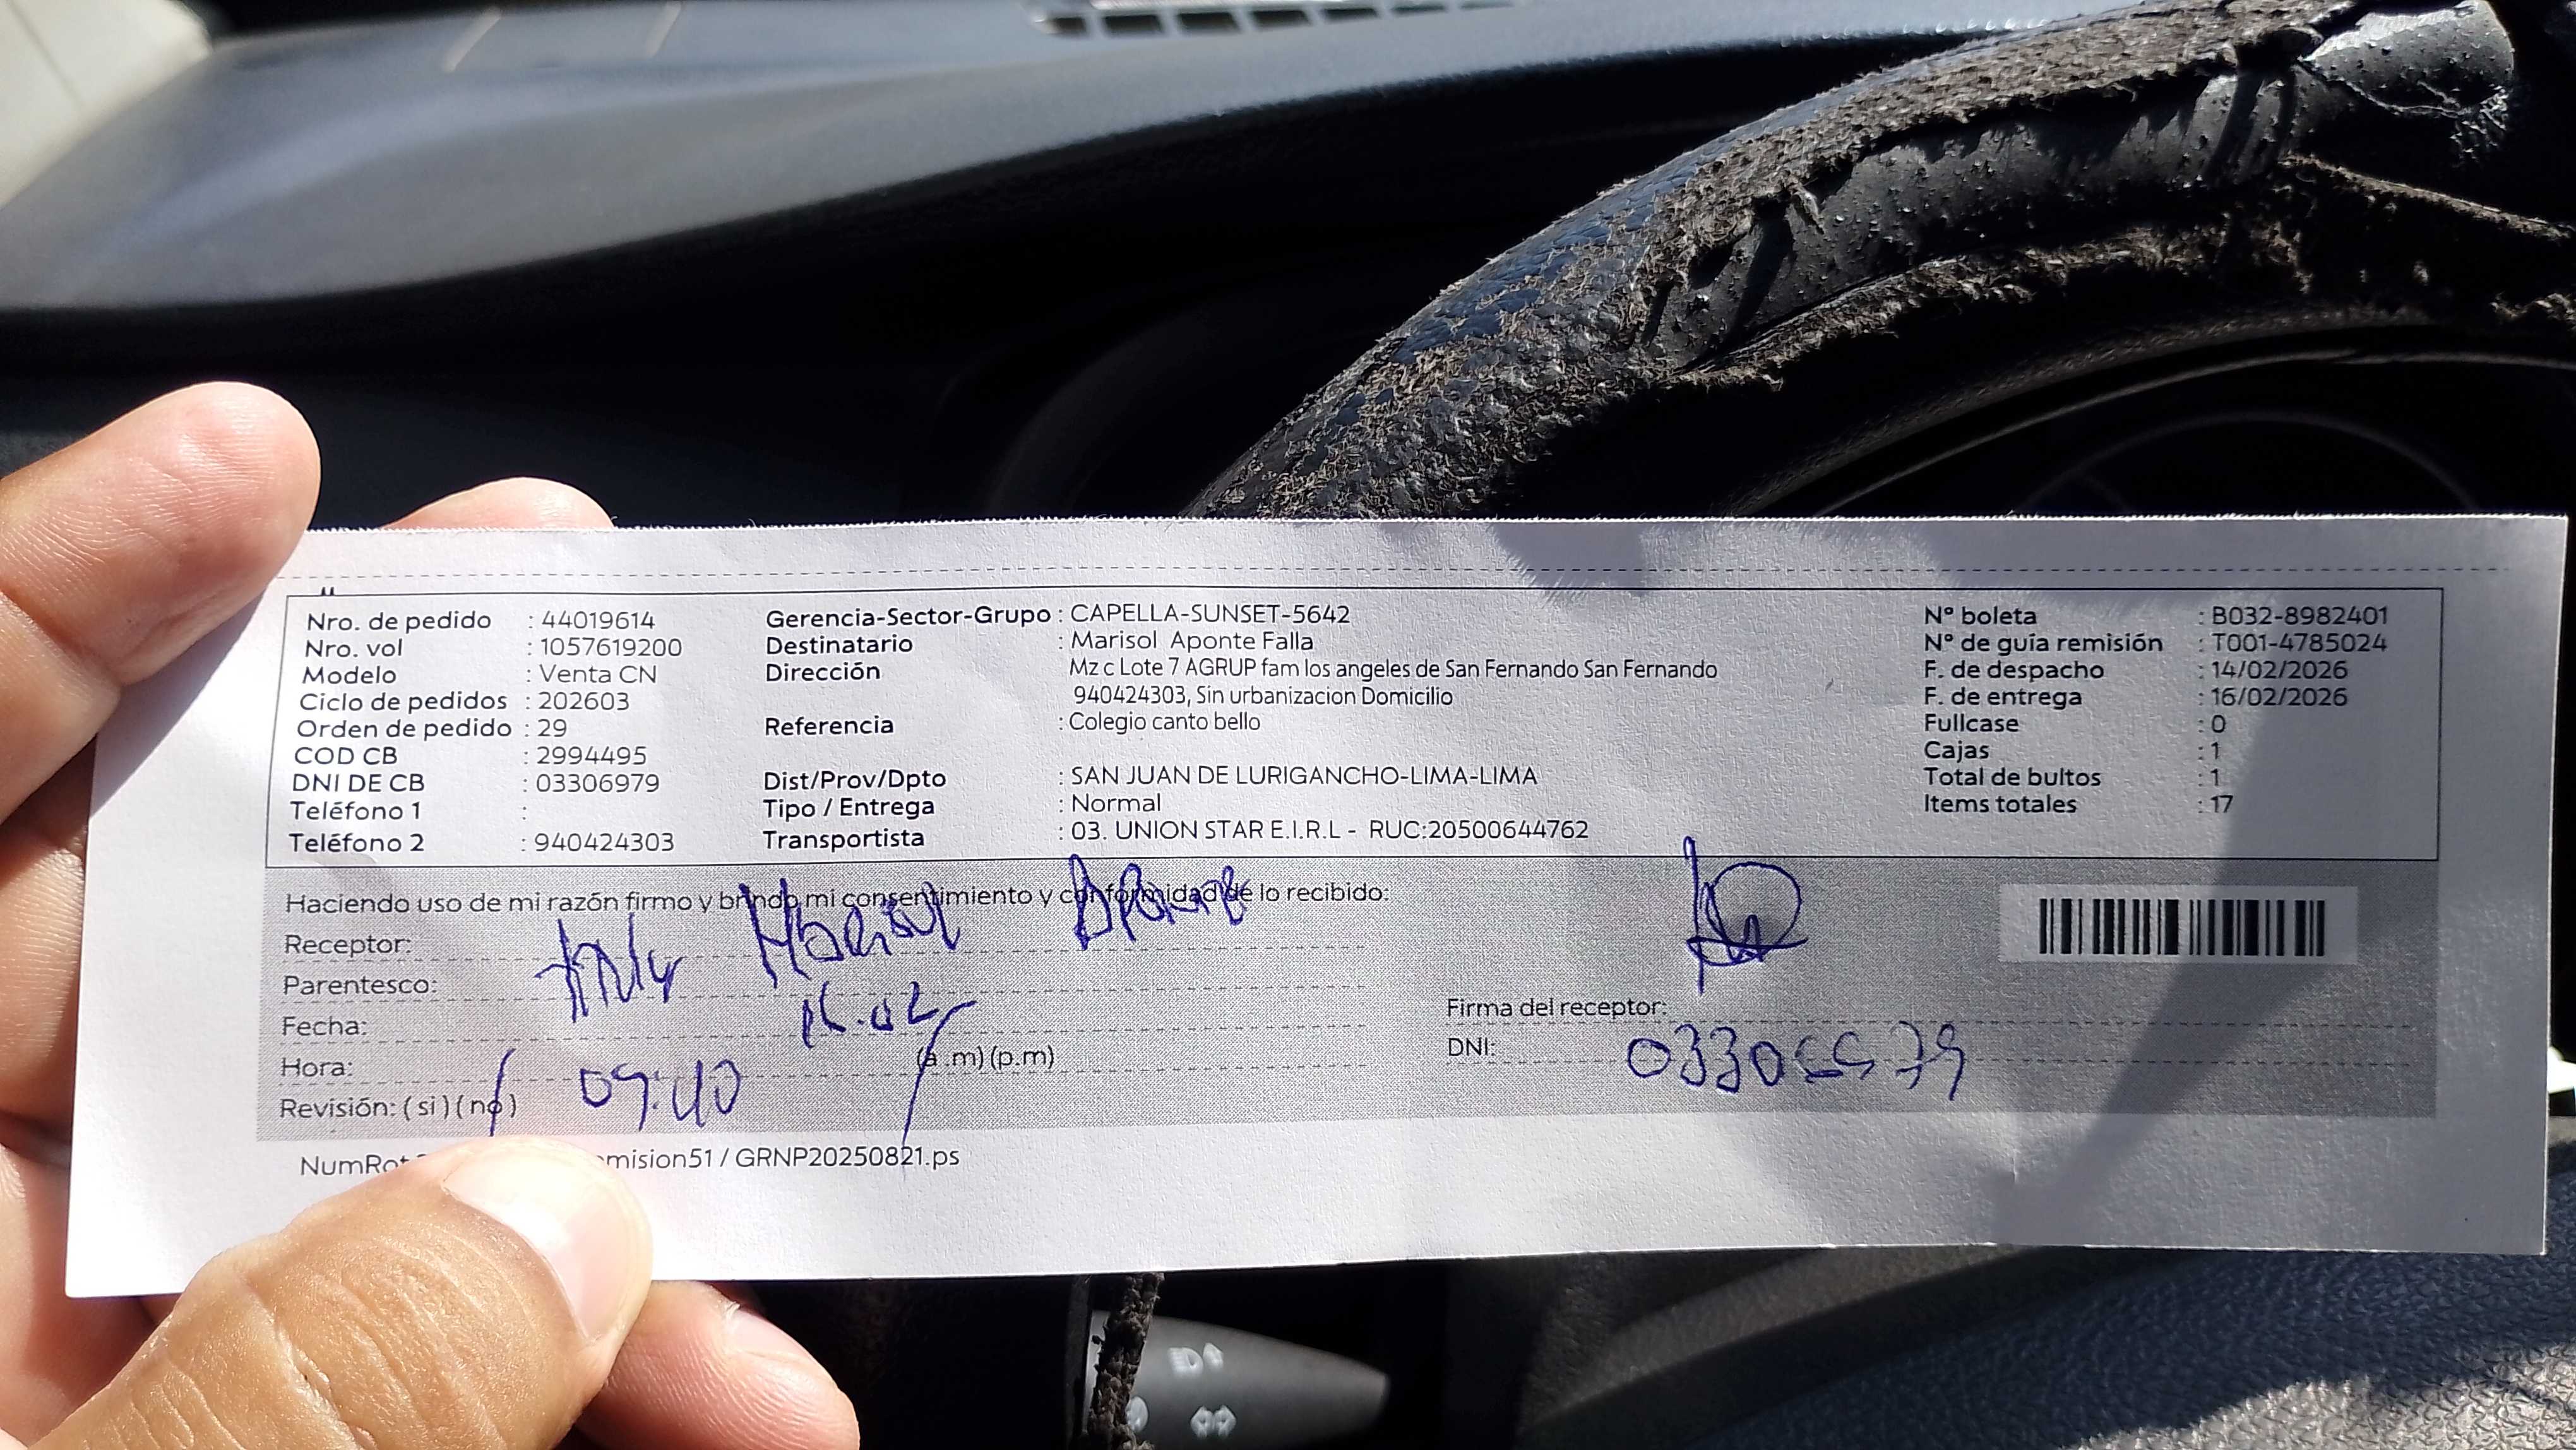 Nro. de pedido : 44019614
Nro. vol : 1057619200
Modelo : Venta CN
Ciclo de pedidos : 202603
Orden de pedido : 29
COD CB : 2994495
DNI DE CB : 03306979
Teléfono 1 :
Teléfono 2 : 940424303
Gerencia-Sector-Grupo : CAPELLA-SUNSET-5642
Destinatario : Marisol Aponte Falla
Dirección Mz c Lote 7 AGRUP fam los angeles de San Fernando San Fernando
940424303, Sin urbanizacion Domicilio
Referencia : Colegio canto bello
Dist/Prov/Dpto : SAN JUAN DE LURIGANCHO-LIMA-LIMA
Tipo / Entrega : Normal
Transportista : 03. UNION STAR E.I.R.L - RUC:20500644762
N° boleta : B032-8982401
N° de guía remisión : T001-4785024
F. de despacho : 14/02/2026
F. de entrega : 16/02/2026
Fullcase : 0
Cajas : 1
Total de bultos : 1
Items totales : 17
Haciendo uso de mi razón firmo y brindo mi consentimiento y conformidad de lo recibido:
Receptor: Marisol Aponte
Parentesco:
Fecha: 16.02
Hora: 09:40 (a.m) (p.m)
Revisión: ( si ) ( no )
Firma del receptor:
DNI:
mision51 / GRNP20250821.ps